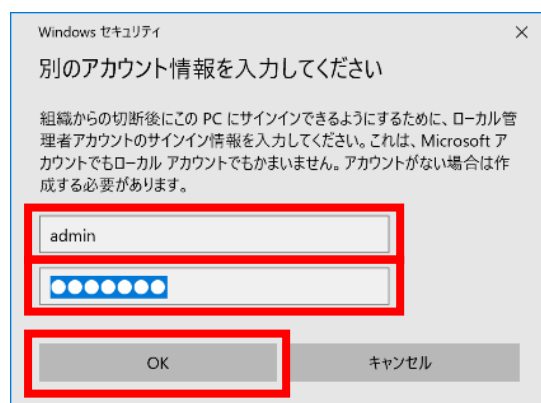 Windows セキュリティ
別のアカウント情報を入力してください
組織からの切断後にこの PC にサインインできるようにするために、ローカル管
理者アカウントのサインイン情報を入力してください。これは、Microsoft ア
カウントでもローカル アカウントでもかまいません。アカウントがない場合は作
成する必要があります。
admin
●●●●●●●
OK キャンセル